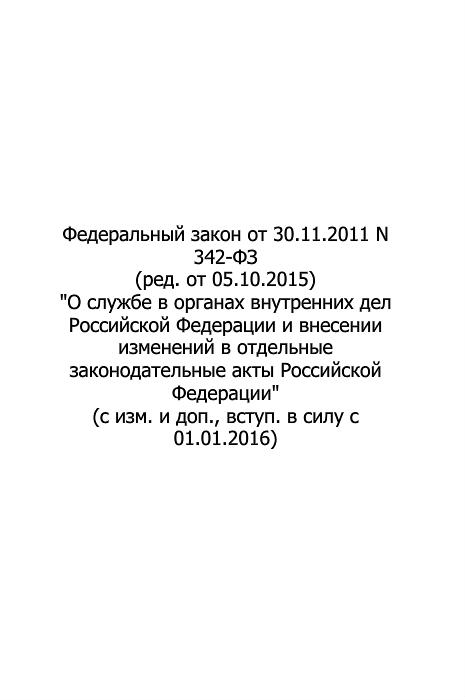 Федеральный закон от 30.11.2011 N
342-ФЗ
(ред. от 05.10.2015)
"О службе в органах внутренних дел
Российской Федерации и внесении
изменений в отдельные
законодательные акты Российской
Федерации"
(с изм. и доп., вступ. в силу с
01.01.2016)